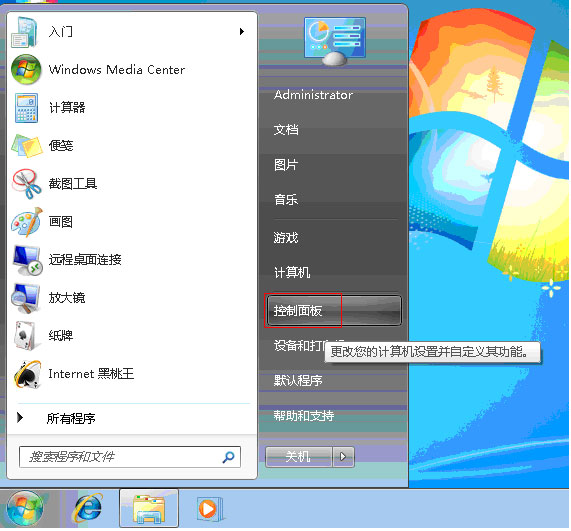 入门
Windows Media Center
计算器
便笺
截图工具
画图
远程桌面连接
放大镜
纸牌
Internet 黑桃王
所有程序
搜索程序和文件
Administrator
文档
图片
音乐
游戏
计算机
控制面板
设备和打
更改您的计算机设置并自定义其功能。
默认程序
帮助和支持
关机